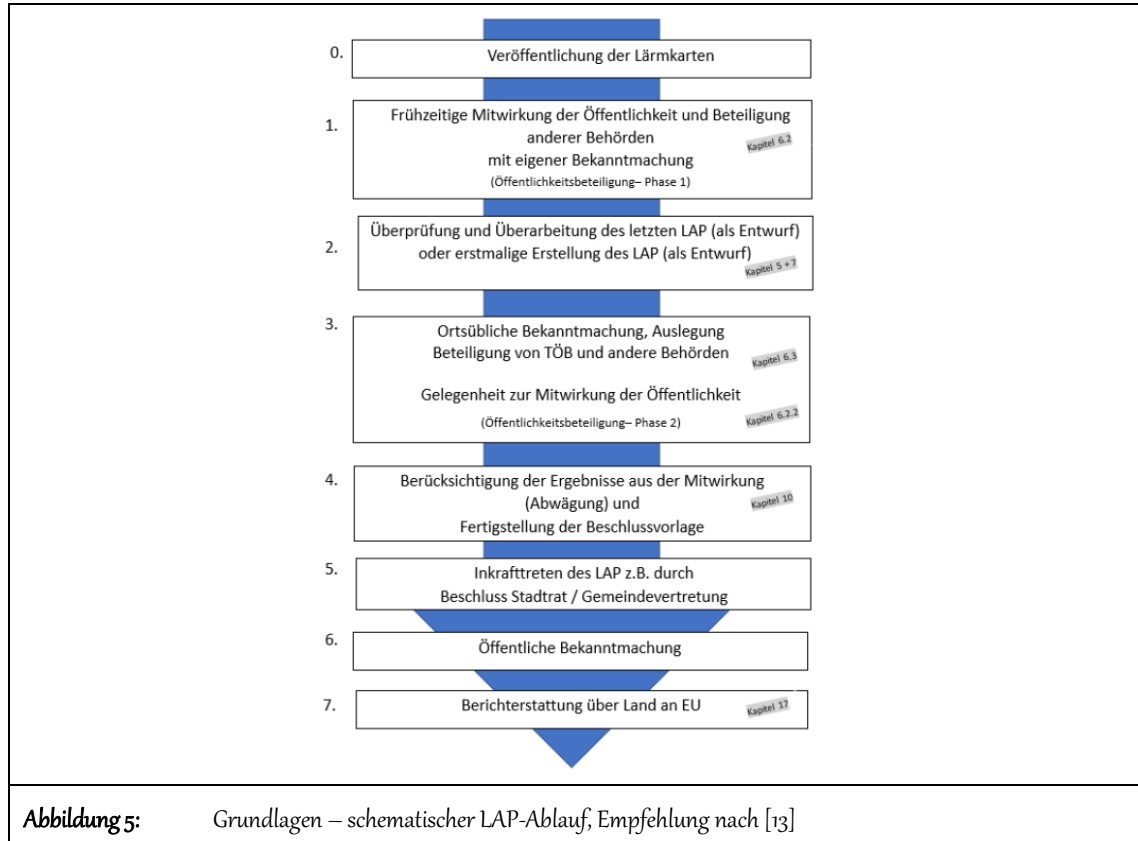 0. Veröffentlichung der Lärmkarten
1. Frühzeitige Mitwirkung der Öffentlichkeit und Beteiligung
anderer Behörden
Kapitel 6.2
mit eigener Bekanntmachung
(Öffentlichkeitsbeteiligung– Phase 1)
2. Überprüfung und Überarbeitung des letzten LAP (als Entwurf)
oder erstmalige Erstellung des LAP (als Entwurf)
Kapitel 5 + 7
3. Ortsübliche Bekanntmachung, Auslegung
Beteiligung von TÖB und andere Behörden
Kapitel 6.3
Gelegenheit zur Mitwirkung der Öffentlichkeit
(Öffentlichkeitsbeteiligung– Phase 2)
Kapitel 6.2.2
4. Berücksichtigung der Ergebnisse aus der Mitwirkung
(Abwägung) und
Kapitel 10
Fertigstellung der Beschlussvorlage
5. Inkrafttreten des LAP z.B. durch
Beschluss Stadtrat / Gemeindevertretung
6. Öffentliche Bekanntmachung
7. Berichterstattung über Land an EU
Kapitel 17
Abbildung 5: Grundlagen – schematischer LAP-Ablauf, Empfehlung nach [13]